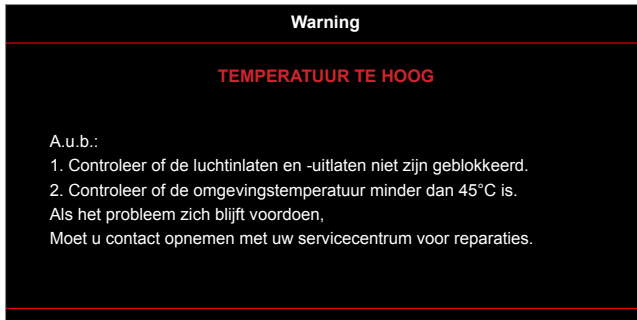 Warning
TEMPERATUUR TE HOOG
A.u.b.:
1. Controleer of de luchtinlaten en -uitlaten niet zijn geblokkeerd.
2. Controleer of de omgevingstemperatuur minder dan 45°C is.
Als het probleem zich blijft voordoen,
Moet u contact opnemen met uw servicecentrum voor reparaties.